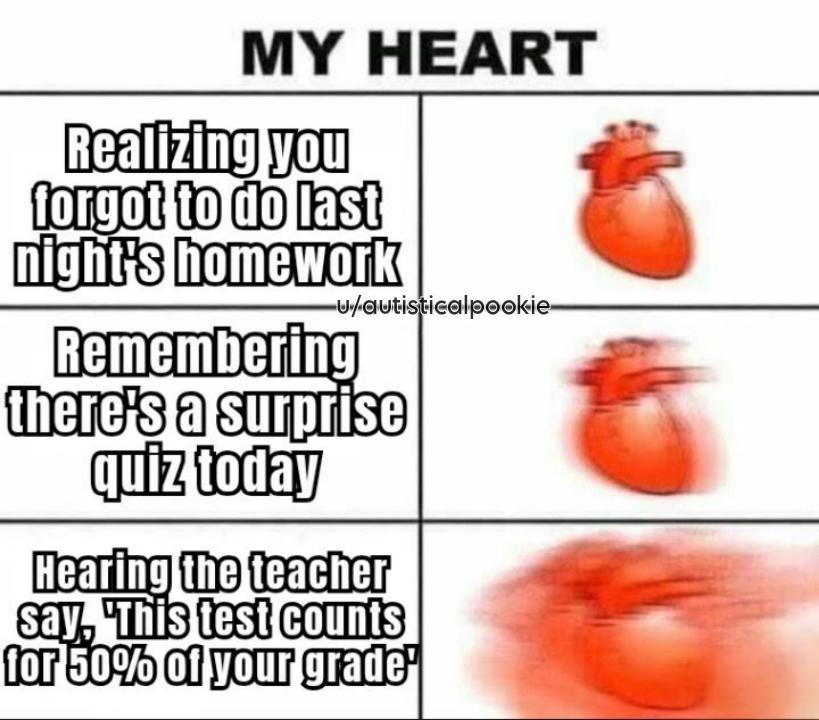 MY HEART
Realizing you
forgot to do last
night's homework
u/autisticalpookie
Remembering
there's a surprise
quiz today
Hearing the teacher
say, 'This test counts
for 50% of your grade'